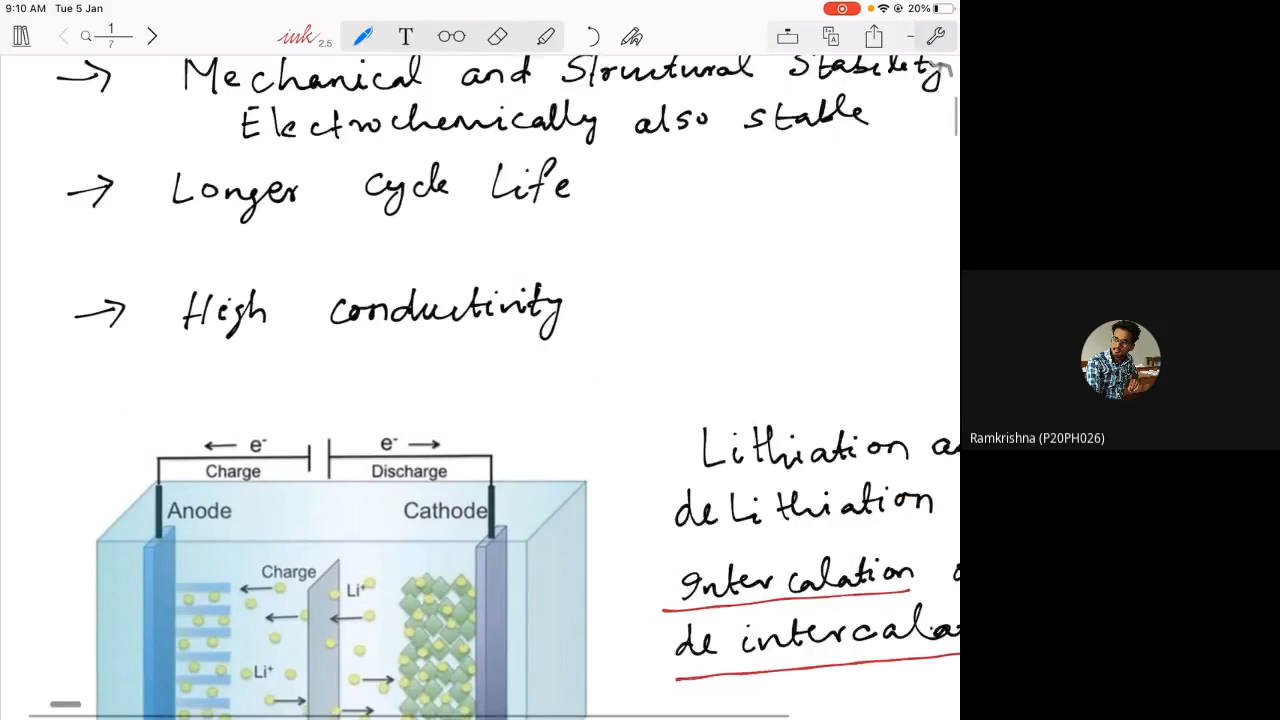 9:10 AM Tue 5 Jan
20%
1
7
ink 2.5
T
→ Mechanical and Structural Stability
Electrochemically also stable
→ Longer cycle Life
→ High conductivity
← e-
e- →
Charge
Discharge
Anode
Cathode
Charge
Li+
Li+
Lithiation a
deLithiation
Intercalation
de intercala
Ramkrishna (P20PH026)